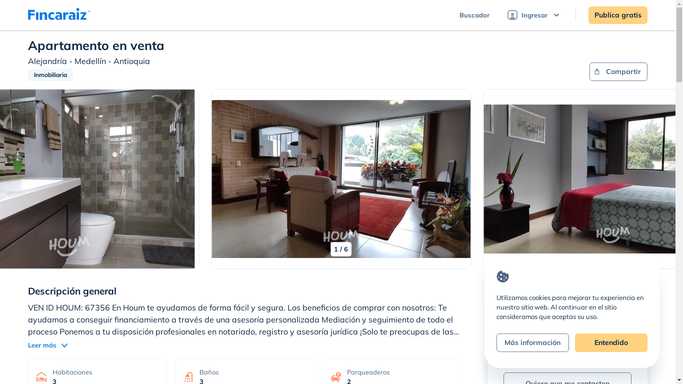 Fincaraiz
Buscador
Ingresar
Publica gratis
Apartamento en venta
Alejandría - Medellín - Antioquia
Inmobiliaria
Compartir
HOUM
HOUM
HOUM
1 / 6
Descripción general
VEN ID HOUM: 67356 En Houm te ayudamos de forma fácil y segura. Los beneficios de comprar con nosotros: Te
ayudamos a conseguir financiamiento a través de una asesoría personalizada Mediación y seguimiento de todo el
proceso Ponemos a tu disposición profesionales en notariado, registro y asesoría jurídica ¡Solo te preocupas de las...
Leer más
Habitaciones
3
Baños
3
Parqueaderos
2
Utilizamos cookies para mejorar tu experiencia en
nuestro sitio web. Al continuar en el sitio
consideramos que aceptas su uso.
Más información
Entendido
Quiero que me contacten